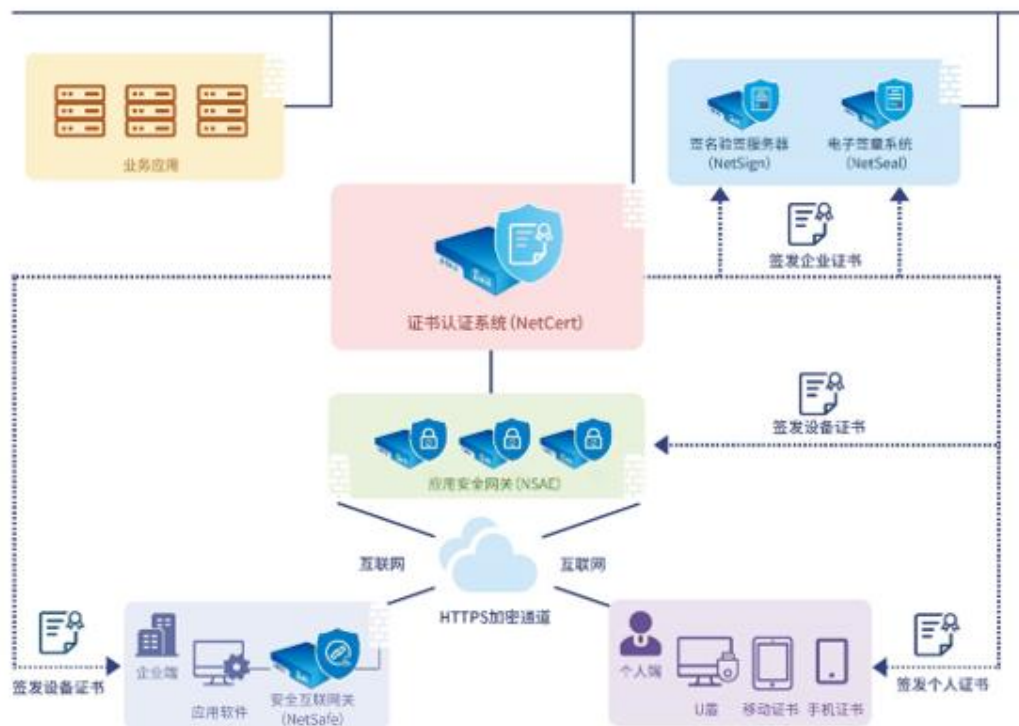 业务应用
签名验签服务器
(NetSign)
电子签章系统
(NetSeal)
签发企业证书
证书认证系统(NetCert)
签发设备证书
应用安全网关(NSAE)
互联网
互联网
HTTPS加密通道
企业端
应用软件
安全互联网关
(NetSafe)
个人端
U盾
移动证书
手机证书
签发设备证书
签发个人证书